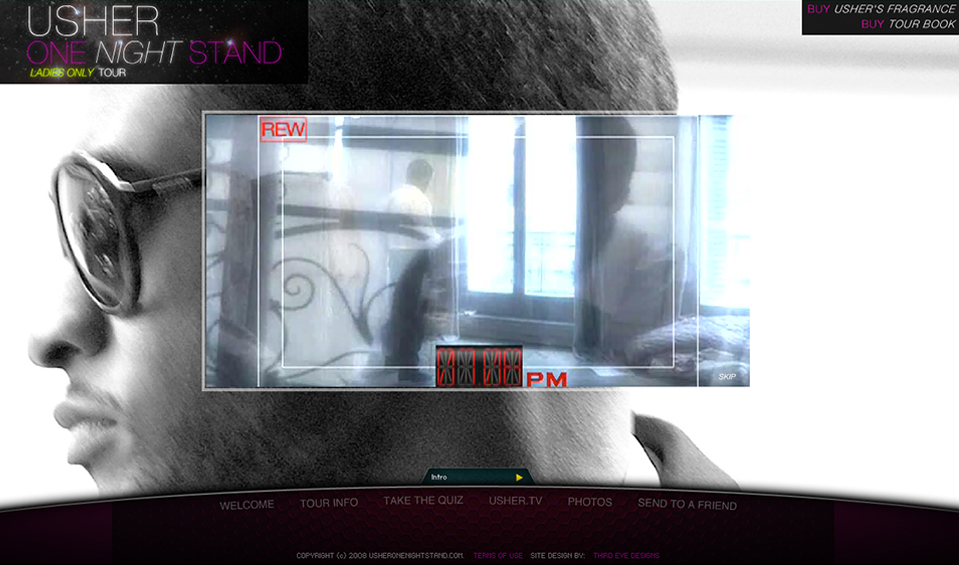 USHER
ONE NIGHT STAND
LADIES ONLY TOUR
BUY USHER'S FRAGRANCE
BUY TOUR BOOK
REW
PM
SKIP
Intro
WELCOME TOUR INFO TAKE THE QUIZ USHER.TV PHOTOS SEND TO A FRIEND
COPYRIGHT (c) 2008 USHERONENIGHTSTAND.COM. TERMS OF USE SITE DESIGN BY: THIRD EYE DESIGNS